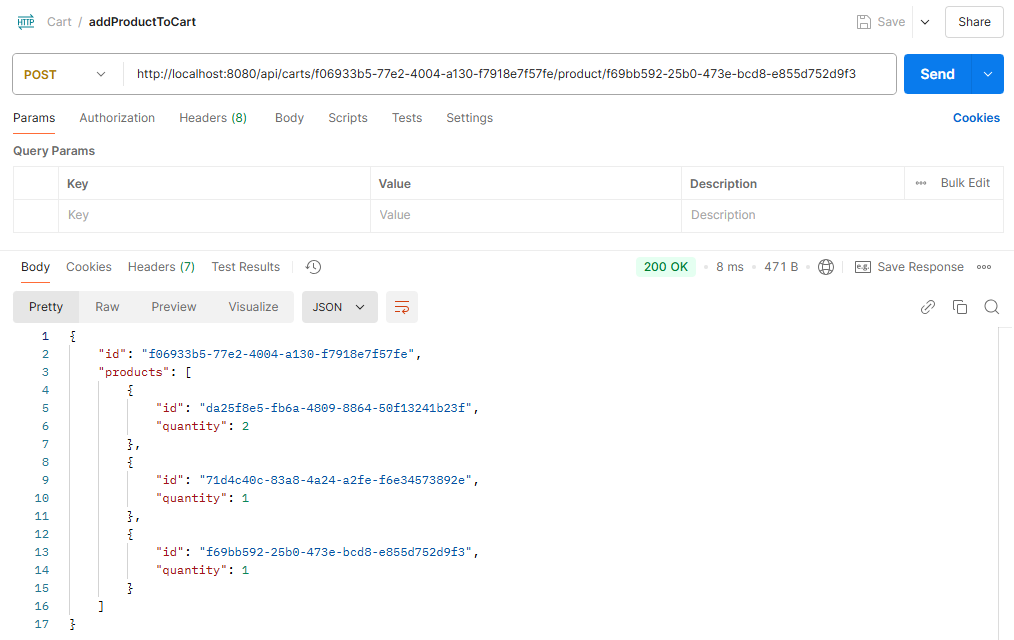 HTTP Cart / addProductToCart Save Share
POST http://localhost:8080/api/carts/f06933b5-77e2-4004-a130-f7918e7f57fe/product/f69bb592-25b0-473e-bcd8-e855d752d9f3 Send
Params Authorization Headers (8) Body Scripts Tests Settings Cookies
Query Params
Key Value Description Bulk Edit
Key Value Description
Body Cookies Headers (7) Test Results 200 OK 8 ms 471 B e.g. Save Response
Pretty Raw Preview Visualize JSON
1 {
2 "id": "f06933b5-77e2-4004-a130-f7918e7f57fe",
3 "products": [
4 {
5 "id": "da25f8e5-fb6a-4809-8864-50f13241b23f",
6 "quantity": 2
7 },
8 {
9 "id": "71d4c40c-83a8-4a24-a2fe-f6e34573892e",
10 "quantity": 1
11 },
12 {
13 "id": "f69bb592-25b0-473e-bcd8-e855d752d9f3",
14 "quantity": 1
15 }
16 ]
17 }